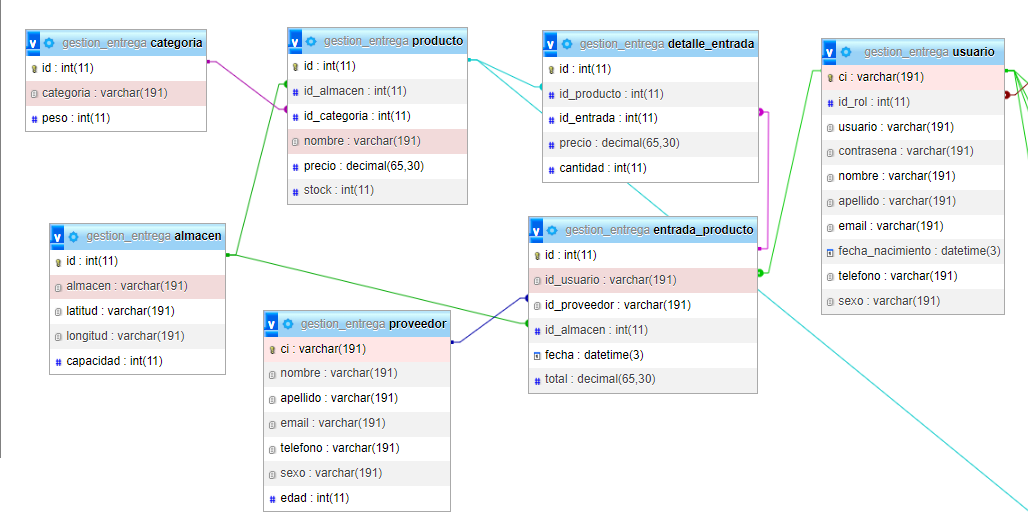 gestion_entrega categoria
id : int(11)
categoria : varchar(191)
peso : int(11)
gestion_entrega producto
id : int(11)
id_almacen : int(11)
id_categoria : int(11)
nombre : varchar(191)
precio : decimal(65,30)
stock : int(11)
gestion_entrega detalle_entrada
id : int(11)
id_producto : int(11)
id_entrada : int(11)
precio : decimal(65,30)
cantidad : int(11)
gestion_entrega usuario
ci : varchar(191)
id_rol : int(11)
usuario : varchar(191)
contrasena : varchar(191)
nombre : varchar(191)
apellido : varchar(191)
email : varchar(191)
fecha_nacimiento : datetime(3)
telefono : varchar(191)
sexo : varchar(191)
gestion_entrega almacen
id : int(11)
almacen : varchar(191)
latitud : varchar(191)
longitud : varchar(191)
capacidad : int(11)
gestion_entrega proveedor
ci : varchar(191)
nombre : varchar(191)
apellido : varchar(191)
email : varchar(191)
telefono : varchar(191)
sexo : varchar(191)
edad : int(11)
gestion_entrega entrada_producto
id : int(11)
id_usuario : varchar(191)
id_proveedor : varchar(191)
id_almacen : int(11)
fecha : datetime(3)
total : decimal(65,30)